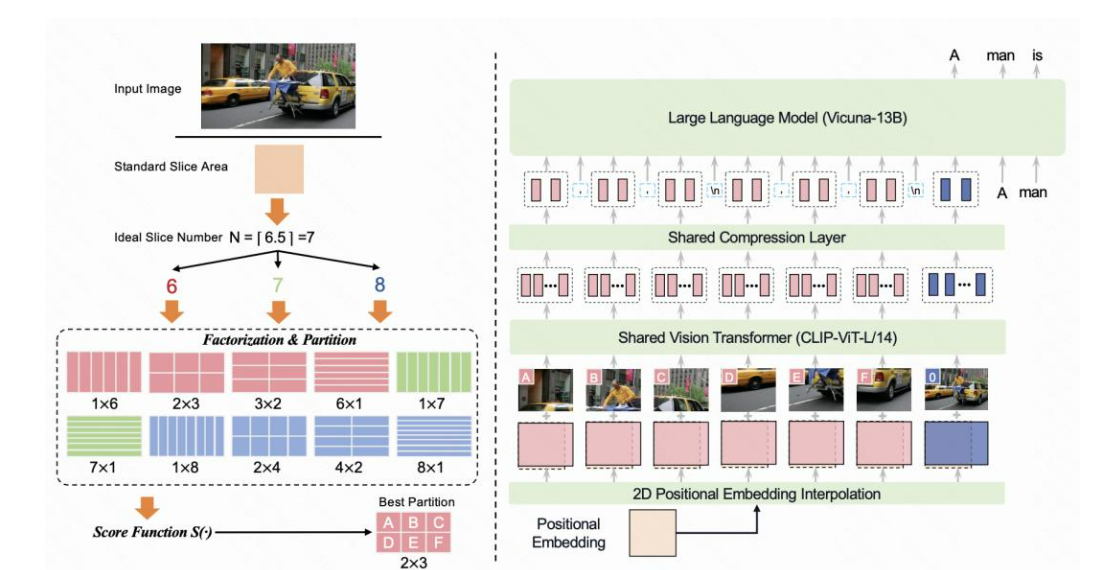 Input Image
Standard Slice Area
Ideal Slice Number N = ⌈6.5⌉ =7
6 7 8
Factorization & Partition
1×6 2×3 3×2 6×1 1×7
7×1 1×8 2×4 4×2 8×1
Score Function S(·)
Best Partition
A B C
D E F
2×3
A man is
Large Language Model (Vicuna-13B)
, , \n , , \n
A man
Shared Compression Layer
Shared Vision Transformer (CLIP-ViT-L/14)
A B C D E F 0
2D Positional Embedding Interpolation
Positional
Embedding